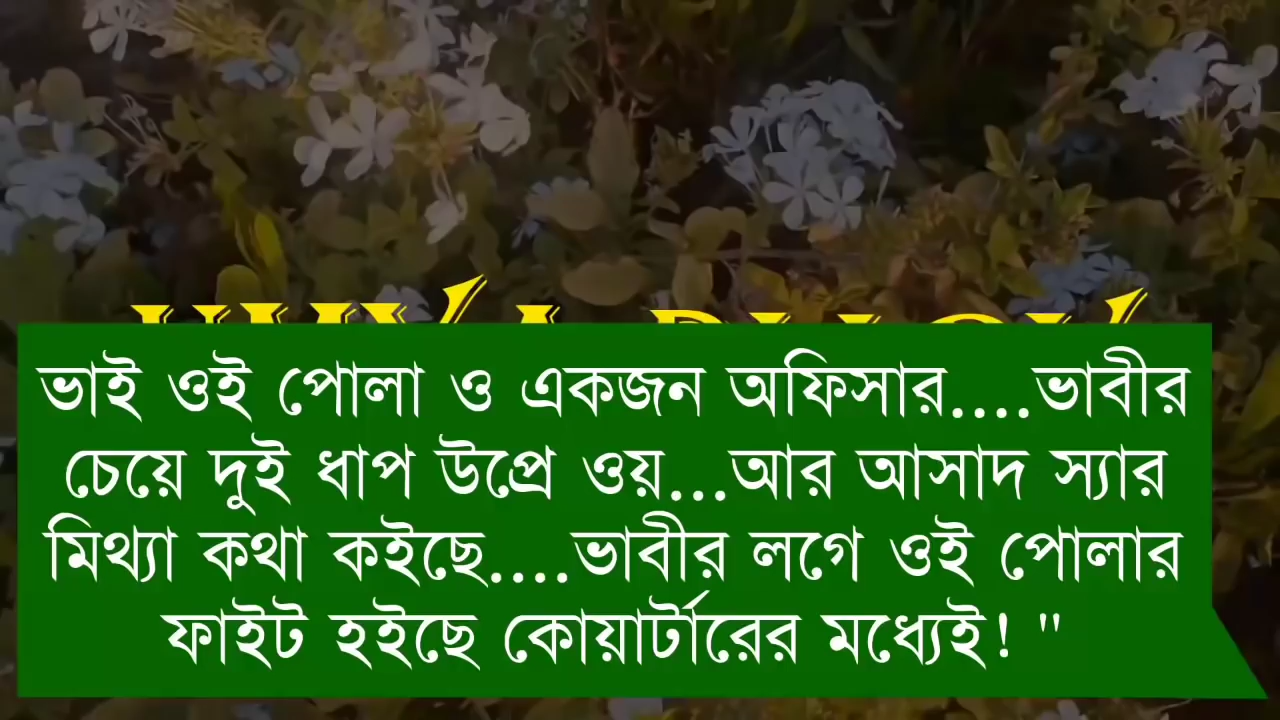 ভাই ওই পোলা ও একজন অফিসার....ভাবীর
চেয়ে দুই ধাপ উপ্রে ওয়...আর আসাদ স্যার
মিথ্যা কথা কইছে....ভাবীর লগে ওই পোলার
ফাইট হইছে কোয়ার্টারের মধ্যেই! "